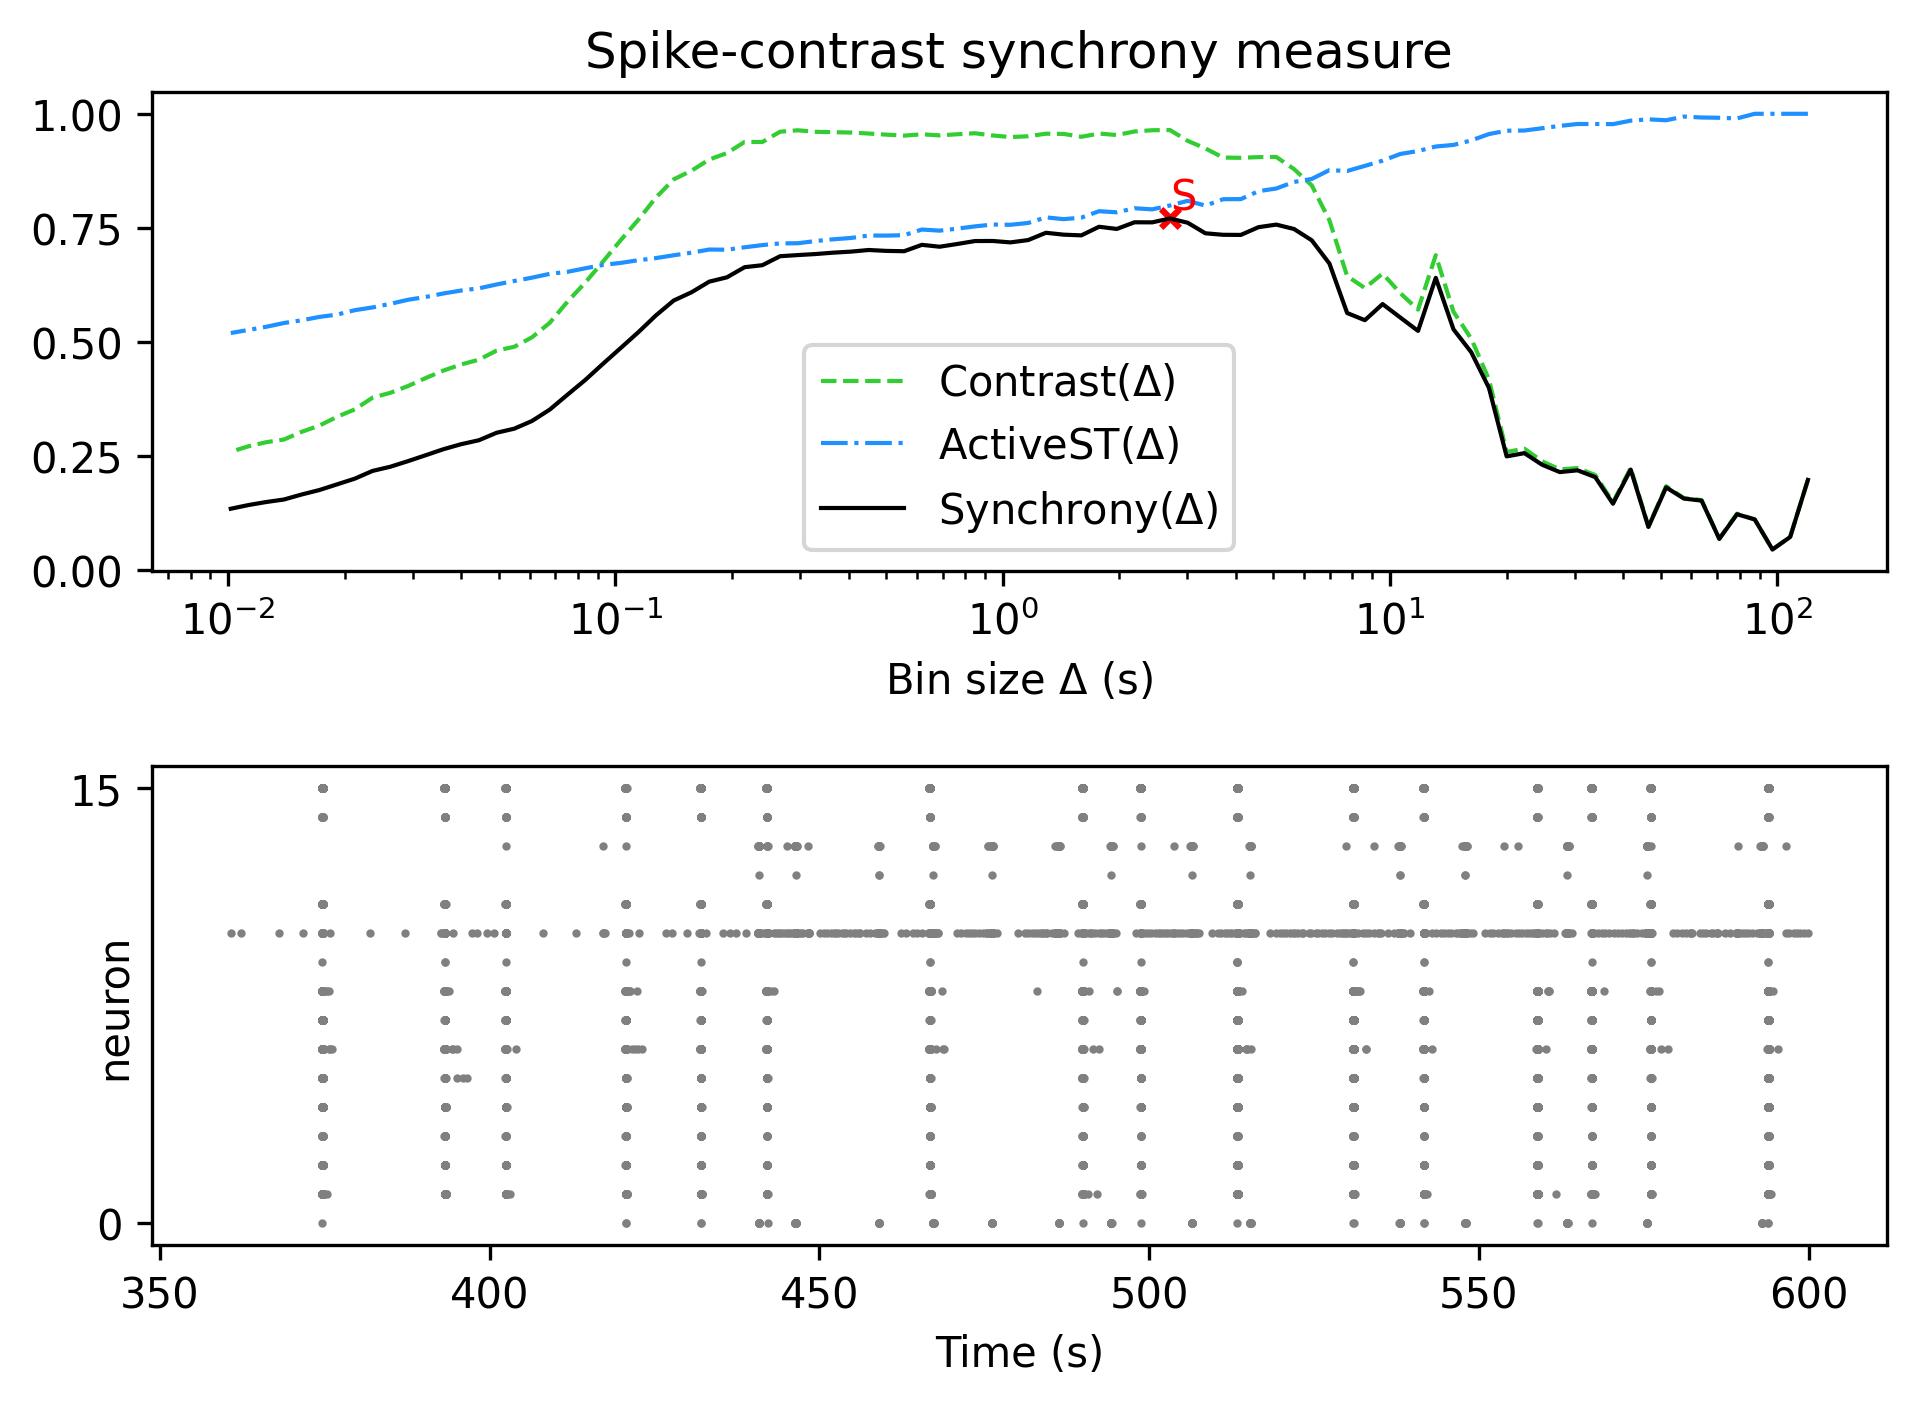 Spike-contrast synchrony measure
1.00
0.75
0.50
0.25
0.00
S
Contrast(Δ)
ActiveST(Δ)
Synchrony(Δ)
10⁻² 10⁻¹ 10⁰ 10¹ 10²
Bin size Δ (s)
15
neuron
0
350 400 450 500 550 600
Time (s)